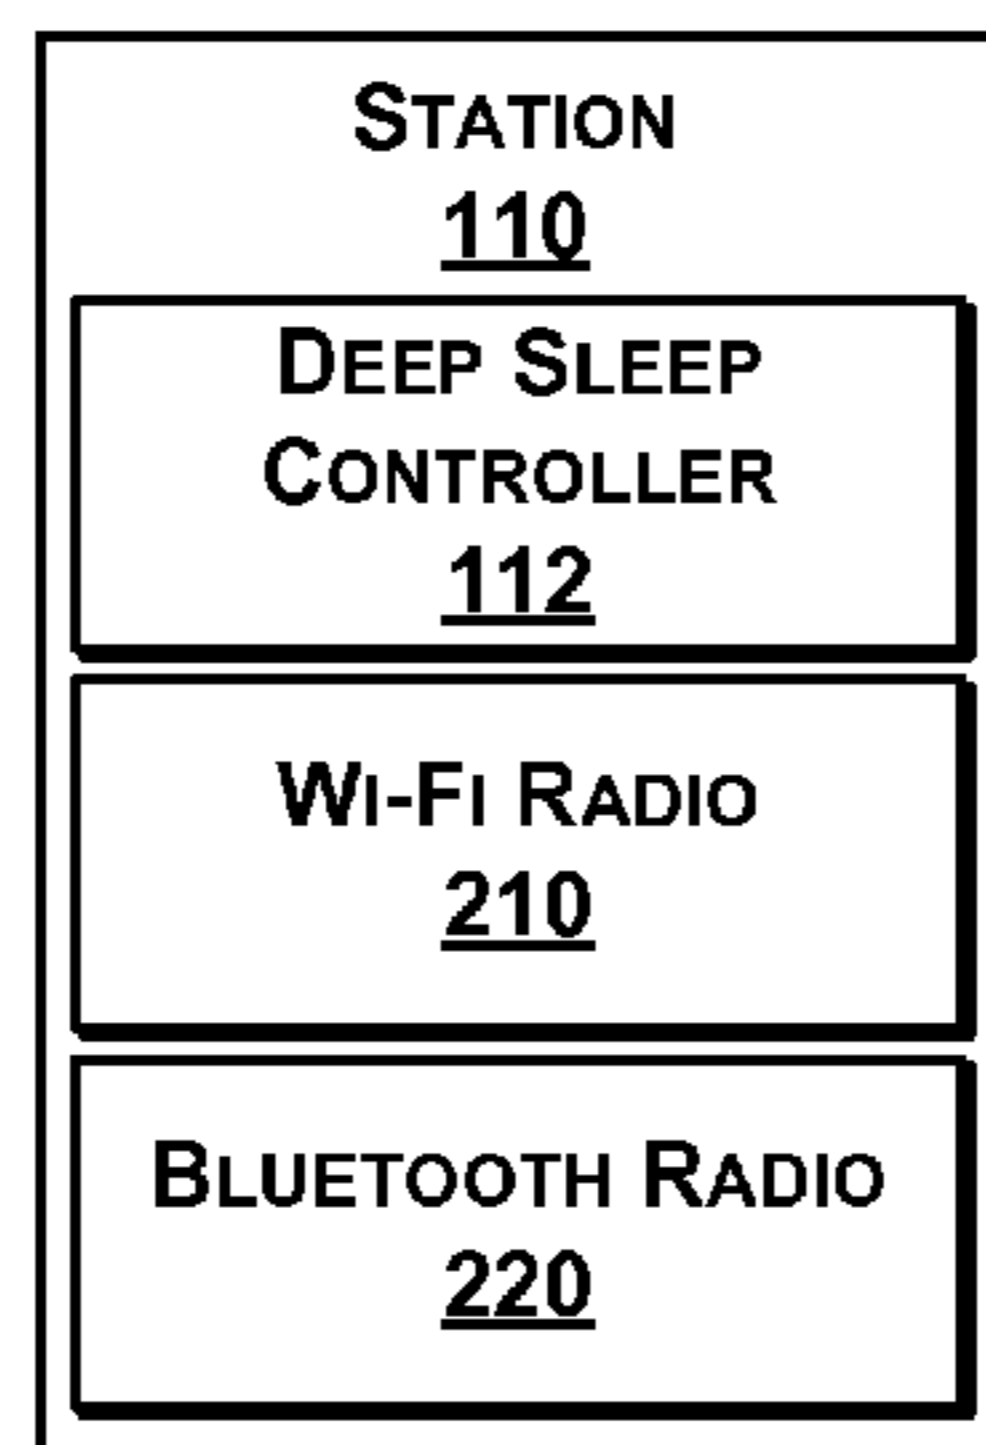 STATION
110
DEEP SLEEP
CONTROLLER
112
WI-FI RADIO
210
BLUETOOTH RADIO
220